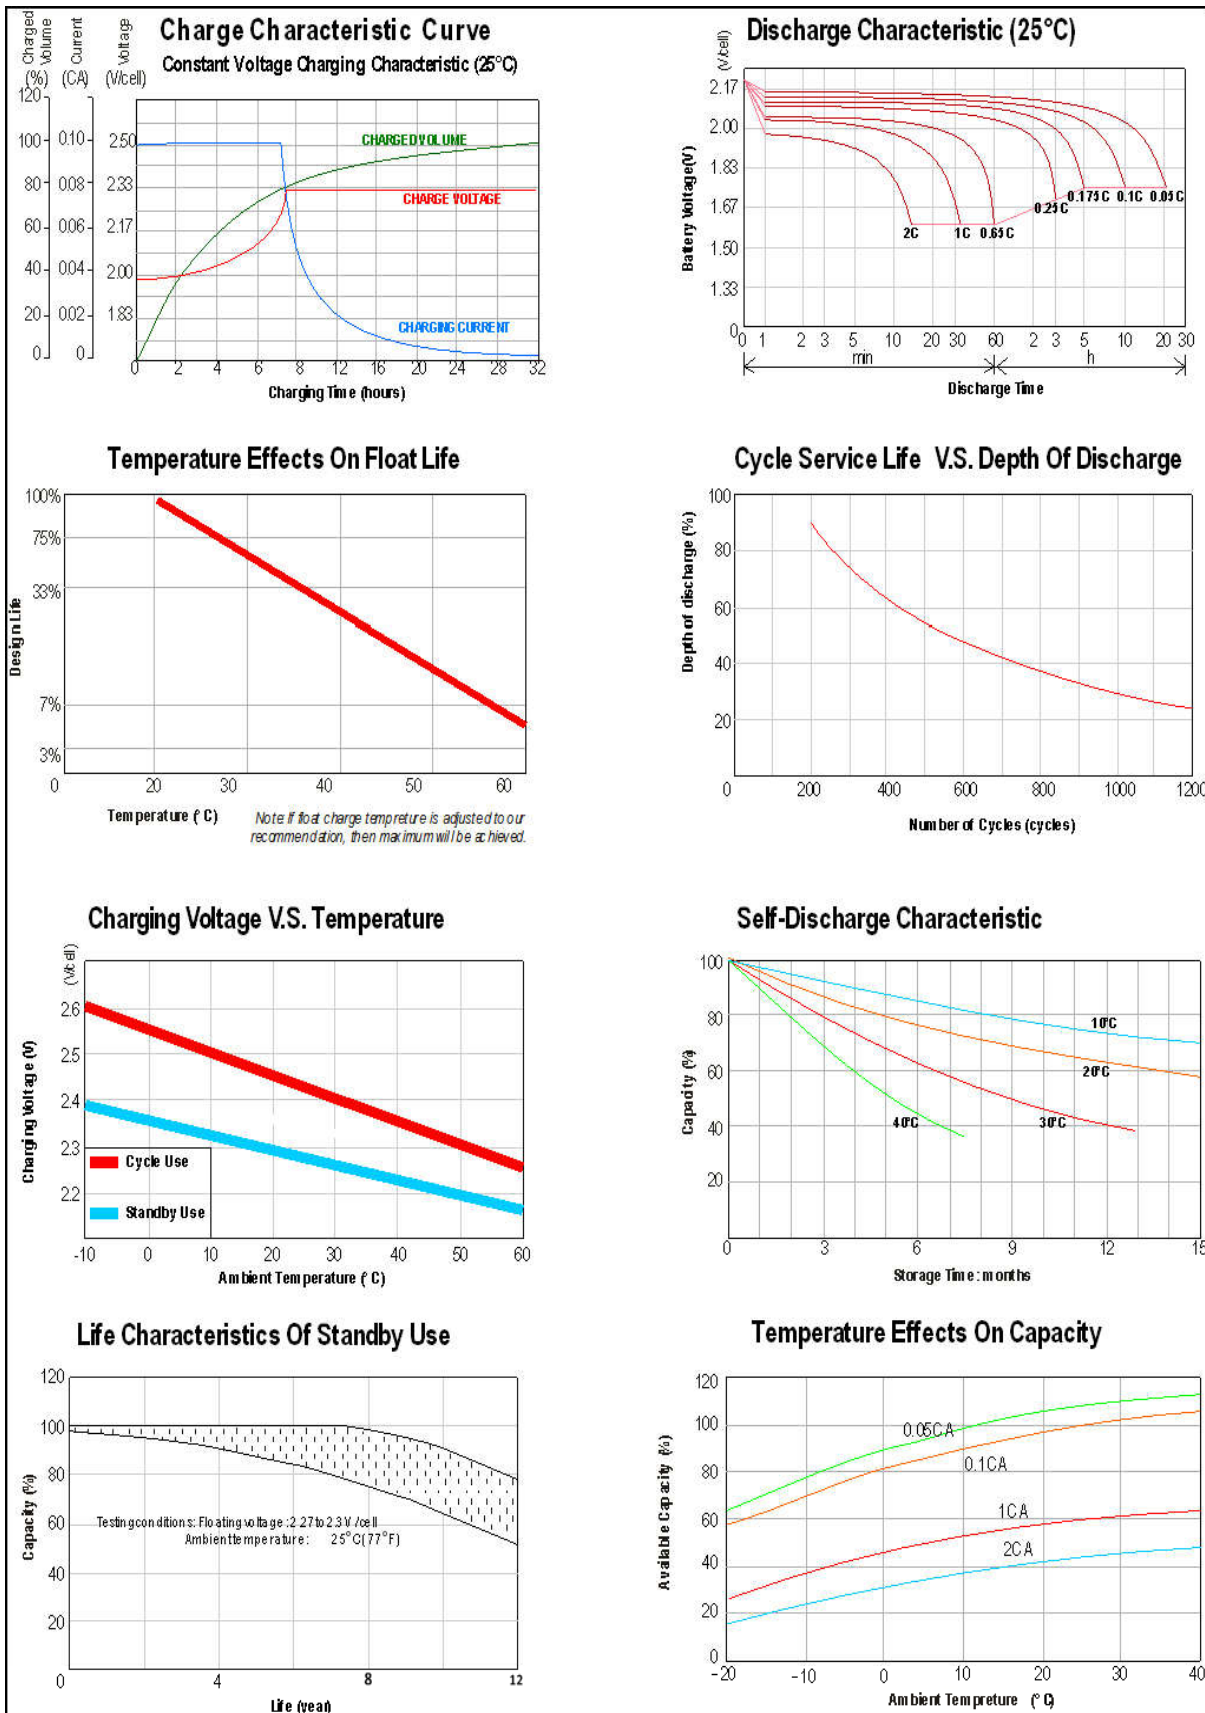 Charge Characteristic Curve
Constant Voltage Charging Characteristic (25°C)
Charged Volume (%)
Current (CA)
Voltage (V/cell)
120
100 0.10 2.50
80 0.08 2.33
60 0.06 2.17
40 0.04 2.00
20 0.02 1.83
0 0
CHARGED VOLUME
CHARGE VOLTAGE
CHARGING CURRENT
0 2 4 6 8 12 16 20 24 28 32
Charging Time (hours)
Discharge Characteristic (25°C)
(V/cell)
Battery Voltage(V)
2.17
2.00
1.83
1.67
1.50
1.33
0
2C 1C 0.65C 0.25C 0.175C 0.1C 0.05C
0 1 2 3 5 10 20 30 60 2 3 5 10 20 30
min h
Discharge Time
Temperature Effects On Float Life
Design Life
100%
75%
33%
7%
3%
0 20 30 40 50 60
Temperature (°C)
Note: If float charge tempreture is adjusted to our
recommendation, then maximum will be achieved.
Cycle Service Life V.S. Depth Of Discharge
Depth of discharge (%)
100
80
60
40
20
0 200 400 600 800 1000 1200
Number of Cycles (cycles)
Charging Voltage V.S. Temperature
(V/cell)
Charging Voltage (V)
2.6
2.5
2.4
2.3
2.2
Cycle Use
Standby Use
-10 0 10 20 30 40 50 60
Ambient Temperature (°C)
Self-Discharge Characteristic
Capacity (%)
100
80
60
40
20
10°C
20°C
30°C
40°C
0 3 6 9 12 15
Storage Time: months
Life Characteristics Of Standby Use
Capacity (%)
120
100
80
60
40
20
0 4 8 12
Testing conditions: Floating voltage: 2.27 to 2.3V/cell
Ambient temperature: 25°C(77°F)
Life (year)
Temperature Effects On Capacity
Available Capacity (%)
120
100
80
60
40
20
0
0.05CA
0.1CA
1CA
2CA
-20 -10 0 10 20 30 40
Ambient Tempreture (°C)